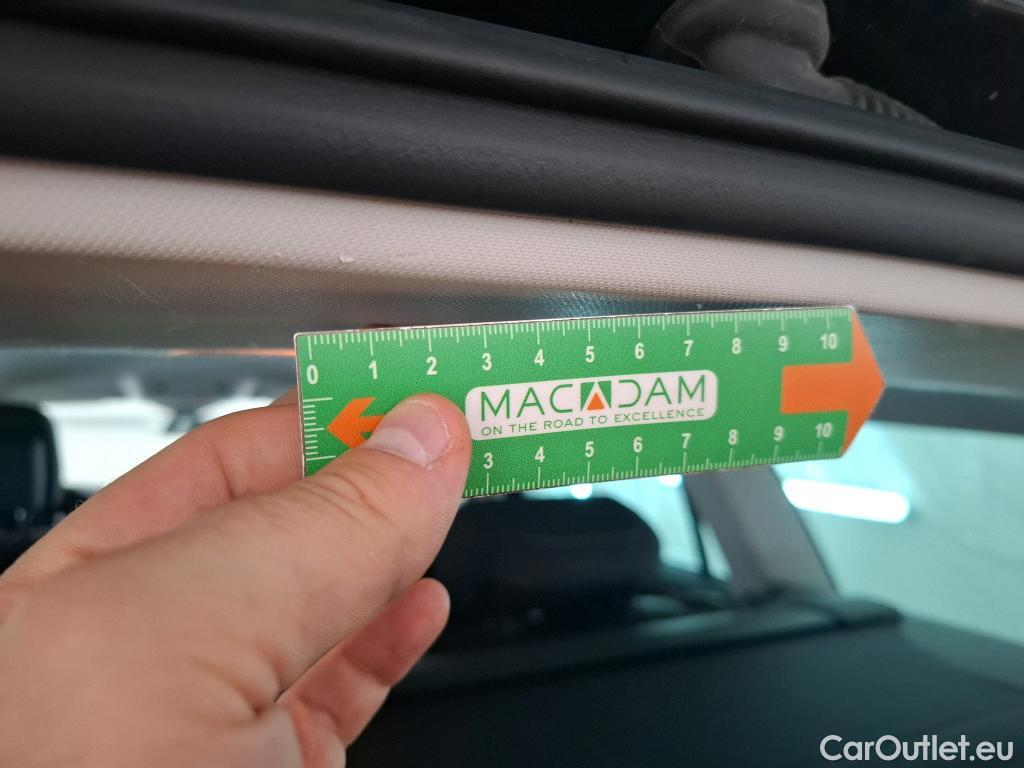 0 1 2 3 4 5 6 7 8 9 10
MACADAM
ON THE ROAD TO EXCELLENCE
3 4 5 6 7 8 9 10
CarOutlet.eu